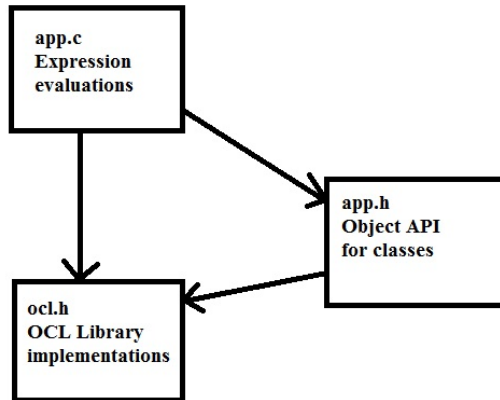 app.c
Expression
evaluations
app.h
Object API
for classes
ocl.h
OCL Library
implementations